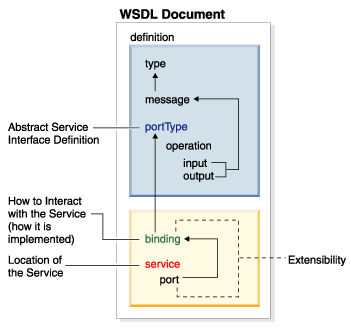 WSDL Document
definition
type
message
Abstract Service
Interface Definition
portType
operation
input
output
How to Interact
with the Service
(how it is
implemented)
binding
Location of
the Service
service
port
Extensibility